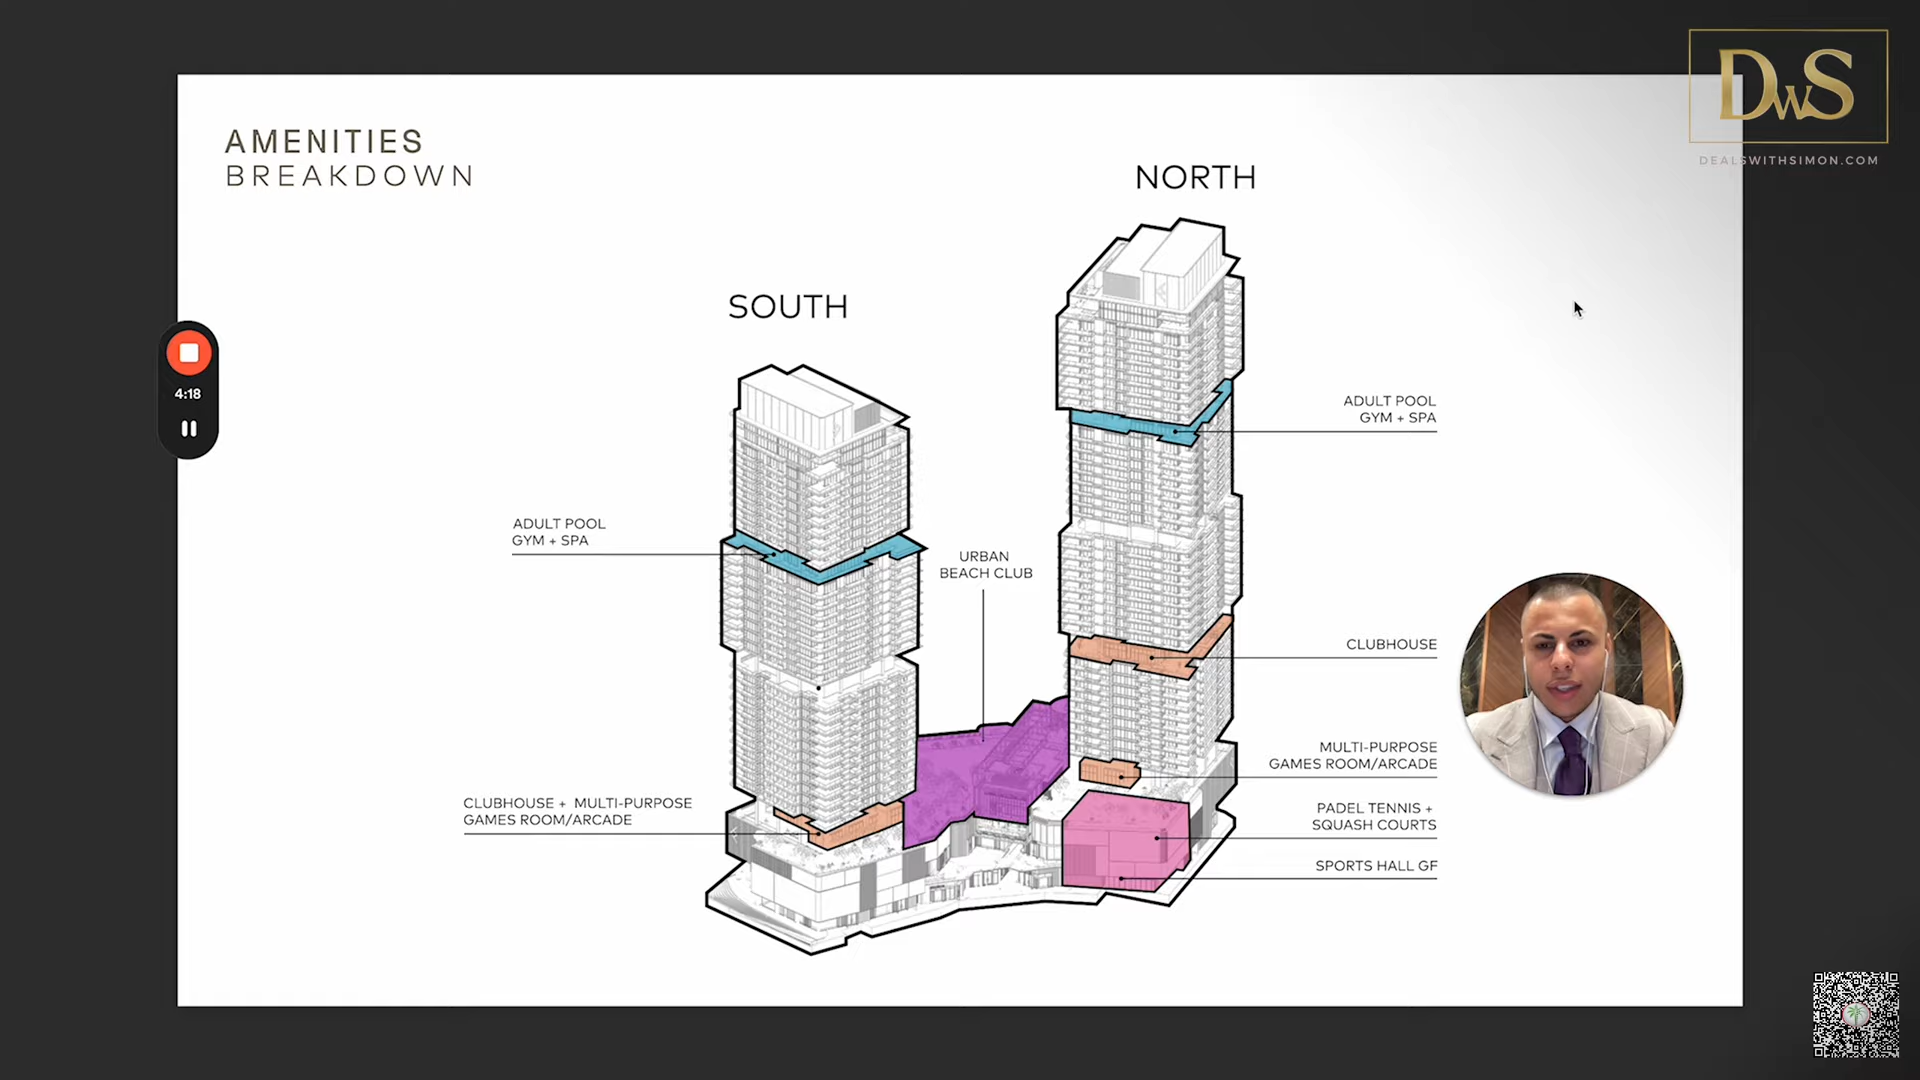 DWS
DEALSWITHSIMON.COM
AMENITIES
BREAKDOWN
NORTH
SOUTH
4:18
ADULT POOL
GYM + SPA
ADULT POOL
GYM + SPA
URBAN
BEACH CLUB
CLUBHOUSE
MULTI-PURPOSE
GAMES ROOM/ARCADE
CLUBHOUSE + MULTI-PURPOSE
GAMES ROOM/ARCADE
PADEL TENNIS +
SQUASH COURTS
SPORTS HALL GF